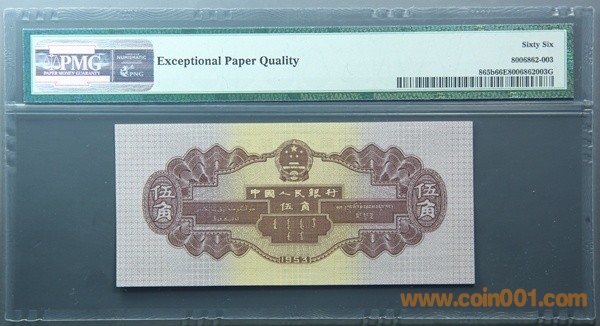 PMG
PAPER MONEY GUARANTY
NUMISMATIC
PNG
Exceptional Paper Quality
Sixty Six
8006862-003
865b66E8006862003G
中國人民銀行
伍角
伍角
伍角
1953
www.coin001.com